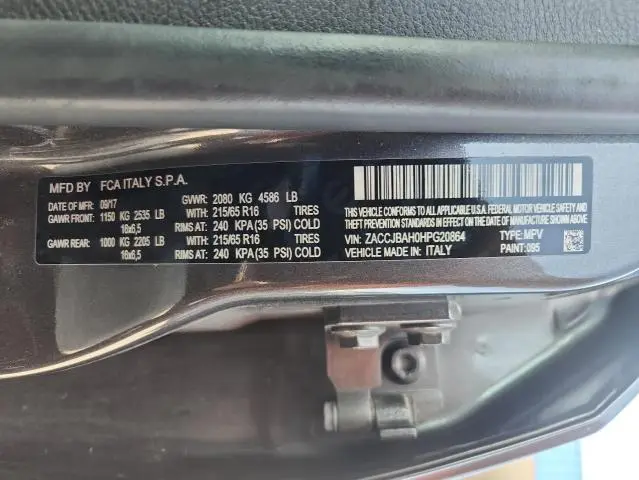 MFD BY FCA ITALY S.P.A.
DATE OF MFR: 09/17 GVWR: 2080 KG 4586 LB
GAWR FRONT: 1150 KG 2535 LB WITH 215/65 R16 TIRES
16x6,5 RIMS AT: 240 KPA (35 PSI) COLD
GAWR REAR: 1000 KG 2205 LB WITH 215/65 R16 TIRES
16x6,5 RIMS AT: 240 KPA (35 PSI) COLD
THIS VEHICLE CONFORMS TO ALL APPLICABLE U.S.A.
FEDERAL MOTOR VEHICLE SAFETY, BUMPER, AND
THEFT PREVENTION STANDARDS IN EFFECT ON
THE DATE OF MANUFACTURE SHOWN ABOVE.
VIN: ZACCJBAH0HPG20864 TYPE: MPV
VEHICLE MADE IN: ITALY PAINT: 095